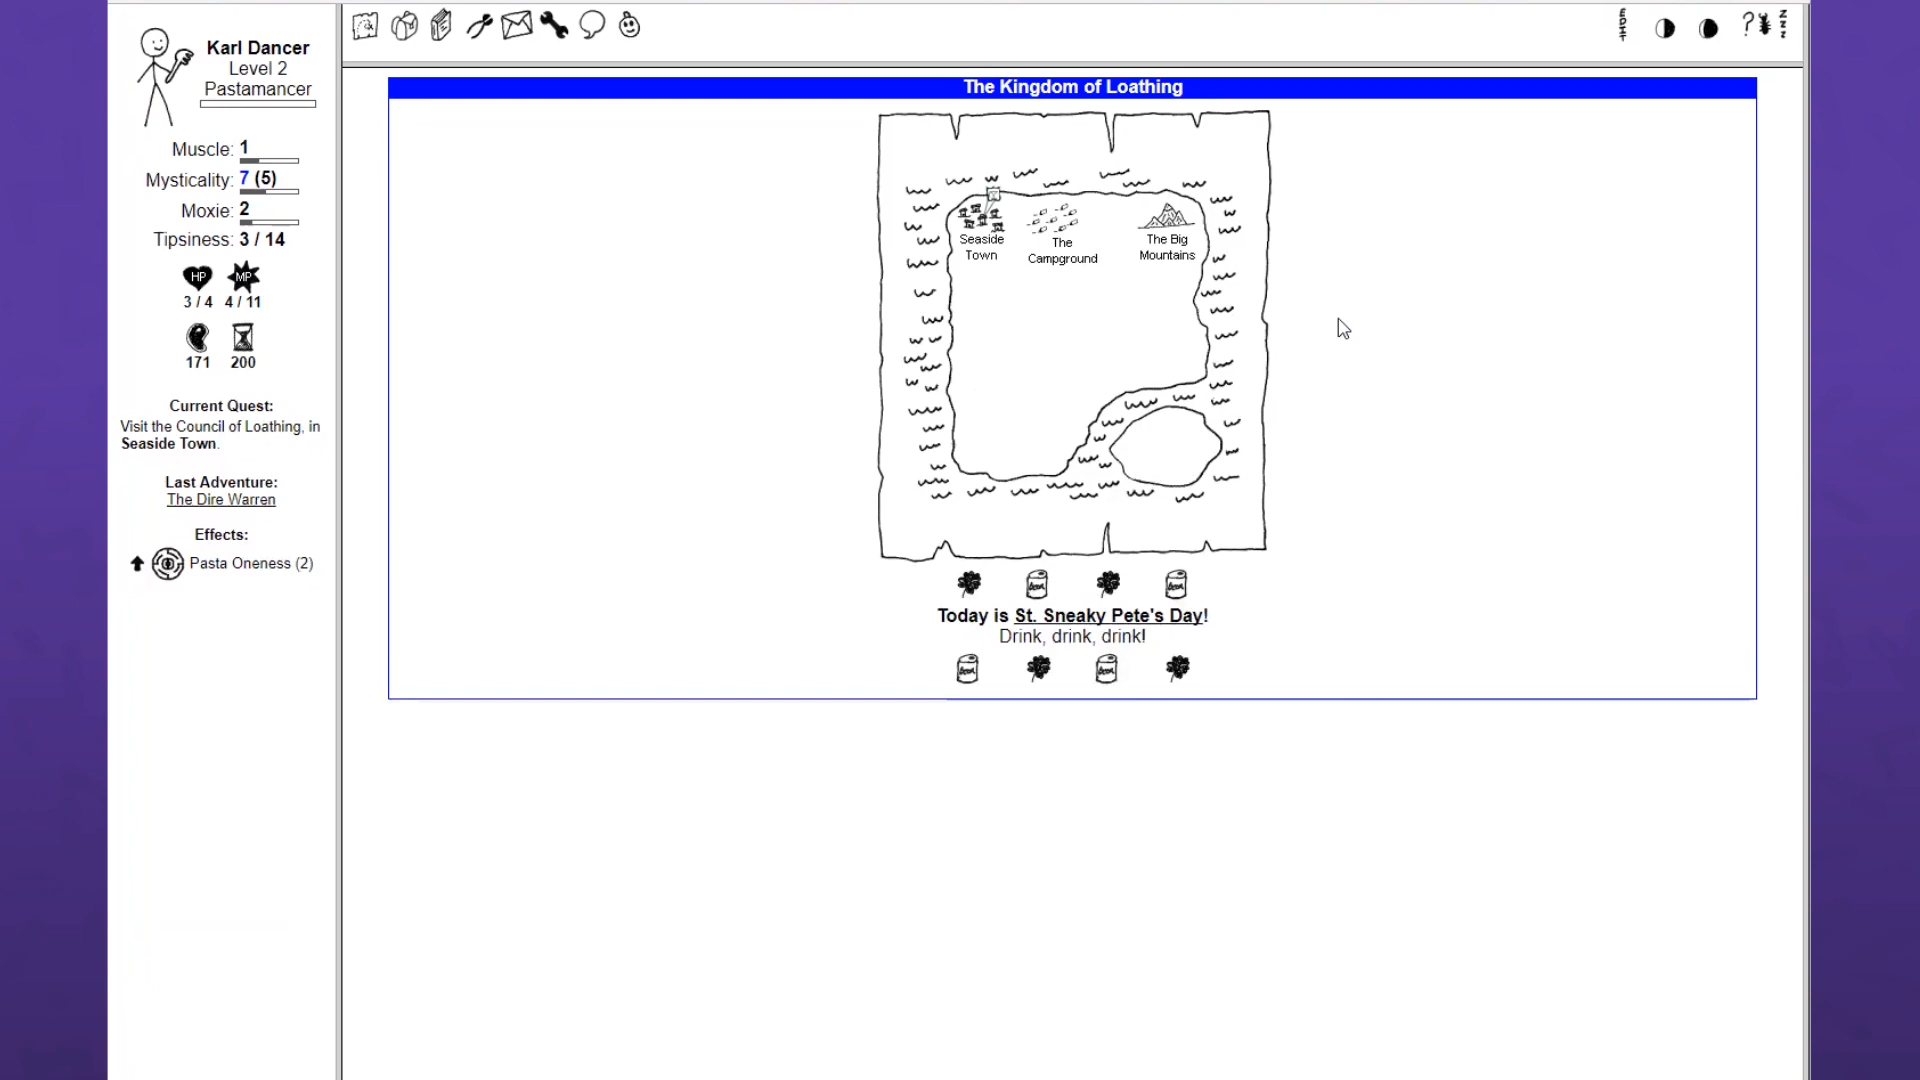 Karl Dancer
Level 2
Pastamancer
Muscle: 1
Mysticality: 7 (5)
Moxie: 2
Tipsiness: 3 / 14
HP MP
3 / 4 4 / 11
171 200
Current Quest:
Visit the Council of Loathing, in
Seaside Town.
Last Adventure:
The Dire Warren
Effects:
Pasta Oneness (2)
EDIT
?
Z z z
The Kingdom of Loathing
Seaside
Town
The
Campground
The Big
Mountains
Today is St. Sneaky Pete's Day!
Drink, drink, drink!